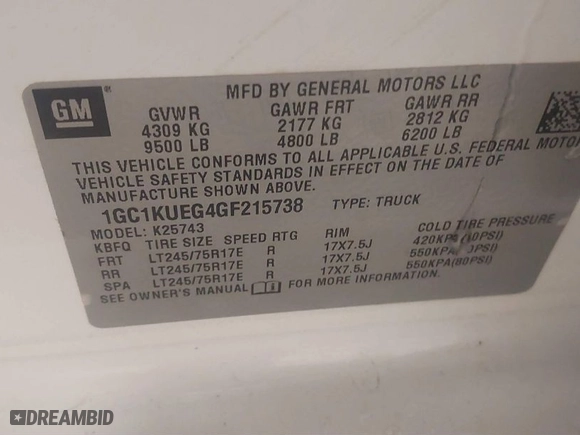 GM
MFD BY GENERAL MOTORS LLC
GVWR GAWR FRT GAWR RR
4309 KG 2177 KG 2812 KG
9500 LB 4800 LB 6200 LB
THIS VEHICLE CONFORMS TO ALL APPLICABLE U.S. FEDERAL MOTOR
VEHICLE SAFETY STANDARDS IN EFFECT ON THE DATE OF
MANUFACTURE SHOWN ABOVE.
1GC1KUEG4GF215738 TYPE: TRUCK
MODEL: K25743
KBFQ TIRE SIZE SPEED RTG RIM COLD TIRE PRESSURE
FRT LT245/75R17E R 17X7.5J
RR LT245/75R17E R 17X7.5J
SPA LT245/75R17E R 17X7.5J 550KPA(80PSI)
SEE OWNER'S MANUAL FOR MORE INFORMATION.
DREAMBID